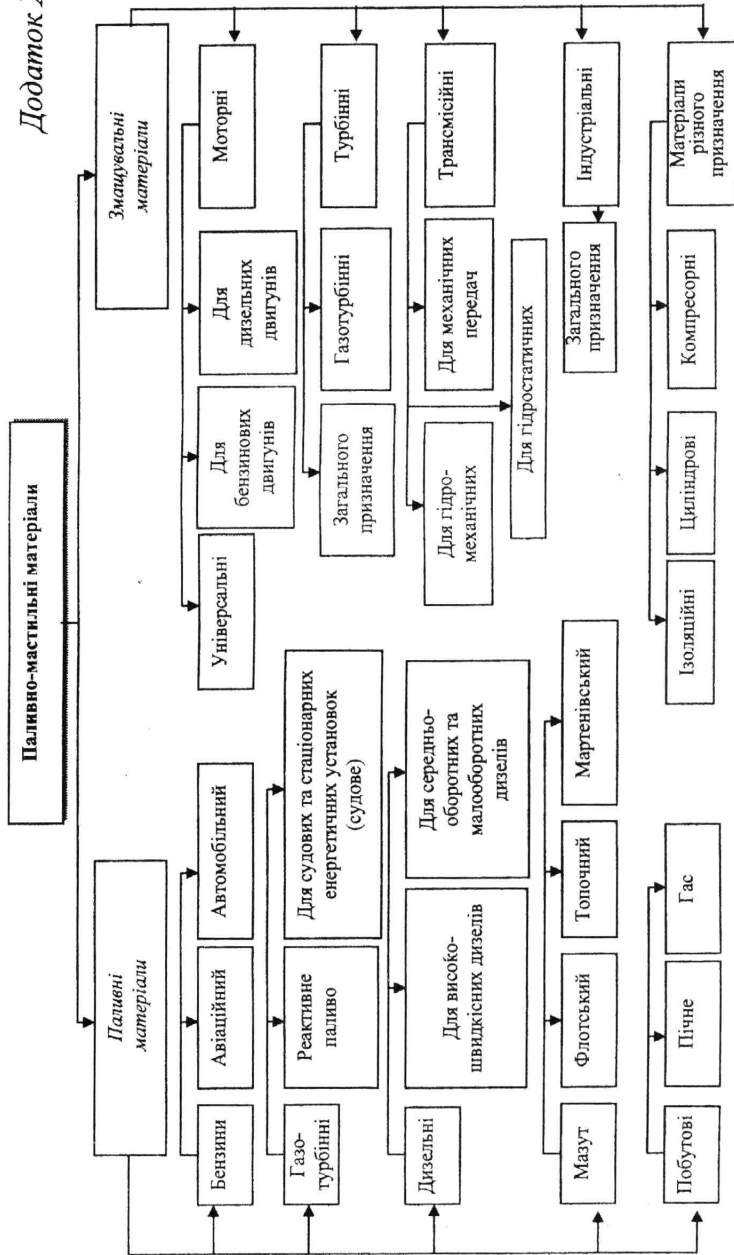 Додаток
Паливно-мастильні матеріали
Паливні
матеріали
Бензини
Авіаційний
Автомобільний
Газо-
турбінні
Реактивне
паливо
Для судових та стаціонарних
енергетичних установок
(судове)
Дизельні
Для високо-
швидкісних дизелів
Для середньо-
оборотних та
малооборотних
дизелів
Мазут
Флотський
Топочний
Мартенівський
Побутові
Пічне
Гас
Змащувальні
матеріали
Моторні
Для
дизельних
двигунів
Для
бензинових
двигунів
Універсальні
Турбінні
Газотурбінні
Загального
призначення
Трансмісійні
Для механічних
передач
Для гідро-
механічних
Для гідростатичних
Індустріальні
Загального
призначення
Матеріали
різного
призначення
Компресорні
Циліндрові
Ізоляційні